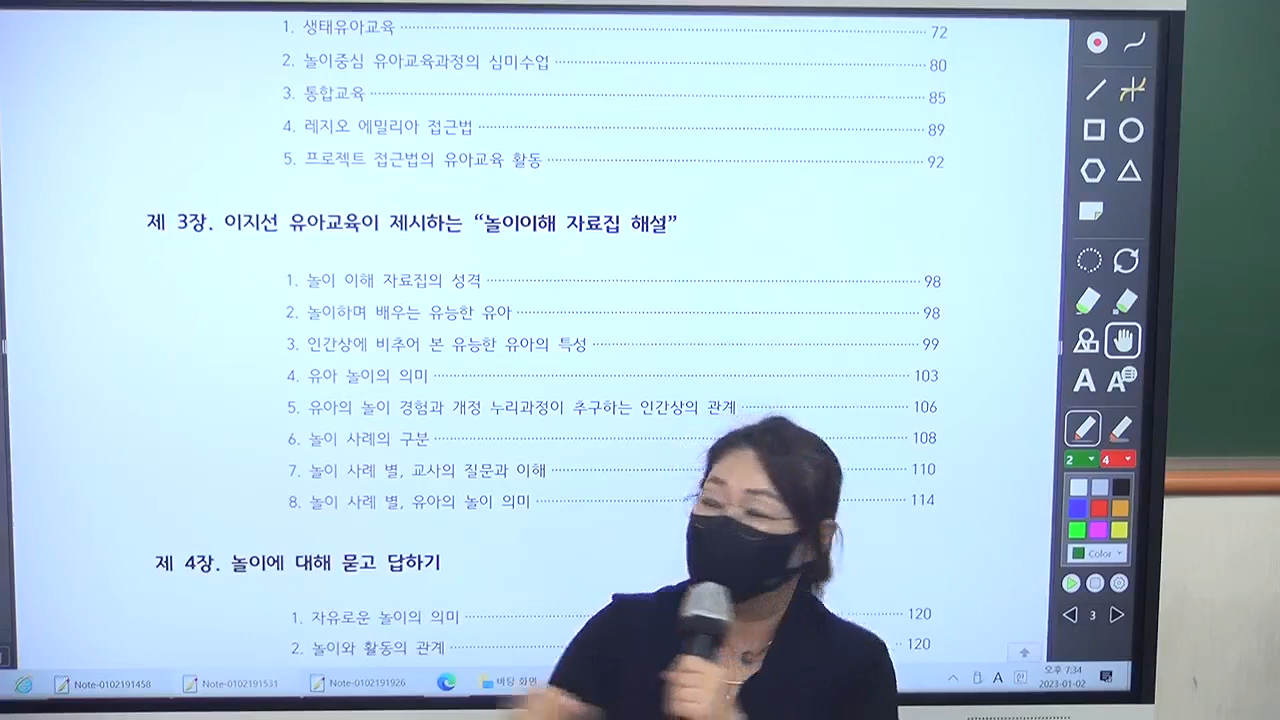 1. 생태유아교육 72
2. 놀이중심 유아교육과정의 심미수업 80
3. 통합교육 85
4. 레지오 에밀리아 접근법 89
5. 프로젝트 접근법의 유아교육 활동 92
제 3장. 이지선 유아교육이 제시하는 “놀이이해 자료집 해설”
1. 놀이 이해 자료집의 성격 98
2. 놀이하며 배우는 유능한 유아 98
3. 인간상에 비추어 본 유능한 유아의 특성 99
4. 유아 놀이의 의미 103
5. 유아의 놀이 경험과 개정 누리과정이 추구하는 인간상의 관계 106
6. 놀이 사례의 구분 108
7. 놀이 사례 별, 교사의 질문과 이해 110
8. 놀이 사례 별, 유아의 놀이 의미 114
제 4장. 놀이에 대해 묻고 답하기
1. 자유로운 놀이의 의미 120
2. 놀이와 활동의 관계 120
A A
2 4
Color
3
Note-0102191458 Note-0102191531 Note-0102191926 바탕 화면 A 한 오후 7:34
2023-01-02